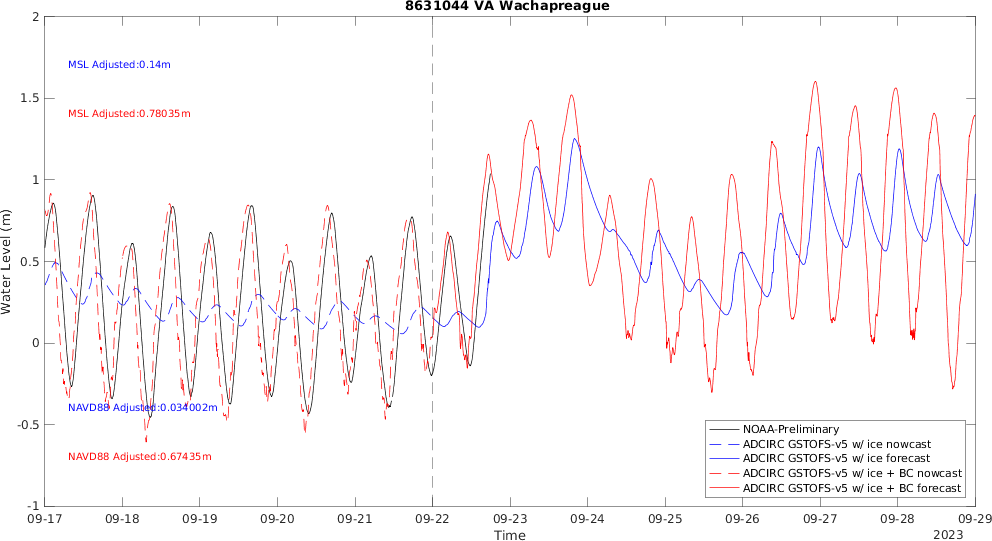 8631044 VA Wachapreague
2
1.5
1
0.5
0
-0.5
-1
Water Level (m)
MSL Adjusted:0.14m
MSL Adjusted:0.78035m
NAVD88 Adjusted:0.034002m
NAVD88 Adjusted:0.67435m
NOAA-Preliminary
ADCIRC GSTOFS-v5 w/ ice nowcast
ADCIRC GSTOFS-v5 w/ ice forecast
ADCIRC GSTOFS-v5 w/ ice + BC nowcast
ADCIRC GSTOFS-v5 w/ ice + BC forecast
09-17 09-18 09-19 09-20 09-21 09-22 09-23 09-24 09-25 09-26 09-27 09-28 09-29
Time
2023